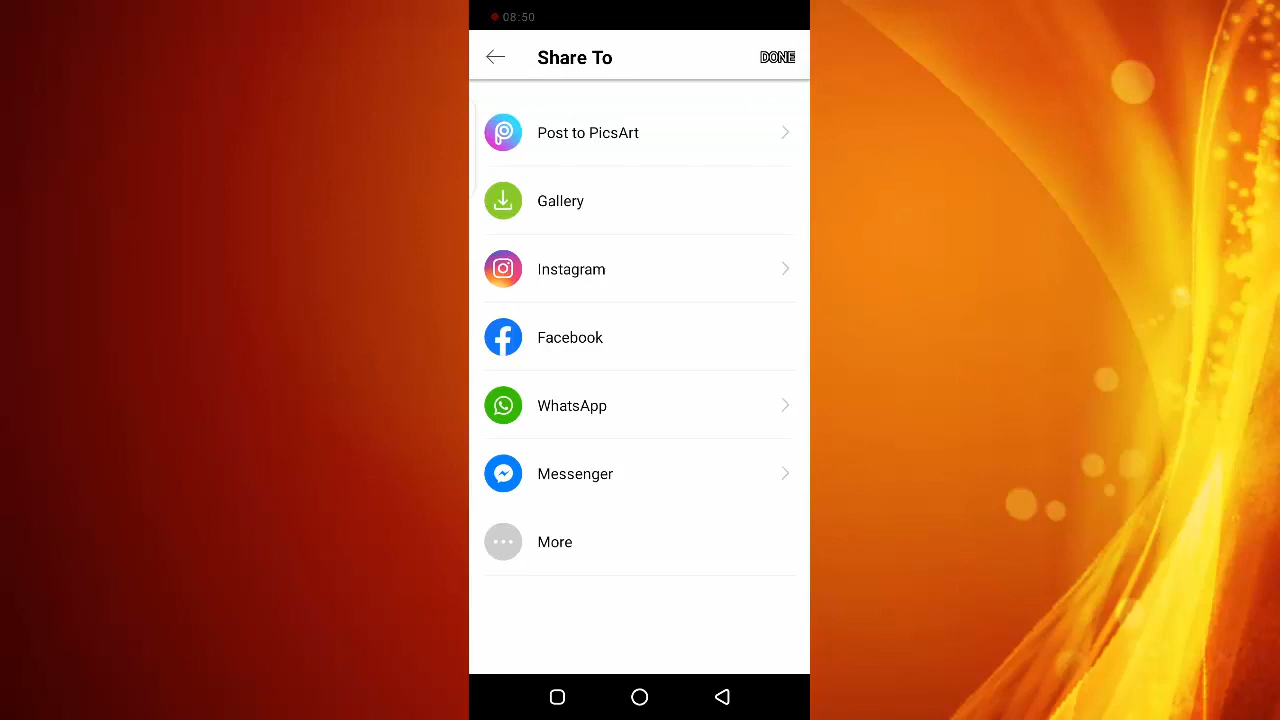 08:50
Share To
DONE
Post to PicsArt
Gallery
Instagram
Facebook
WhatsApp
Messenger
More